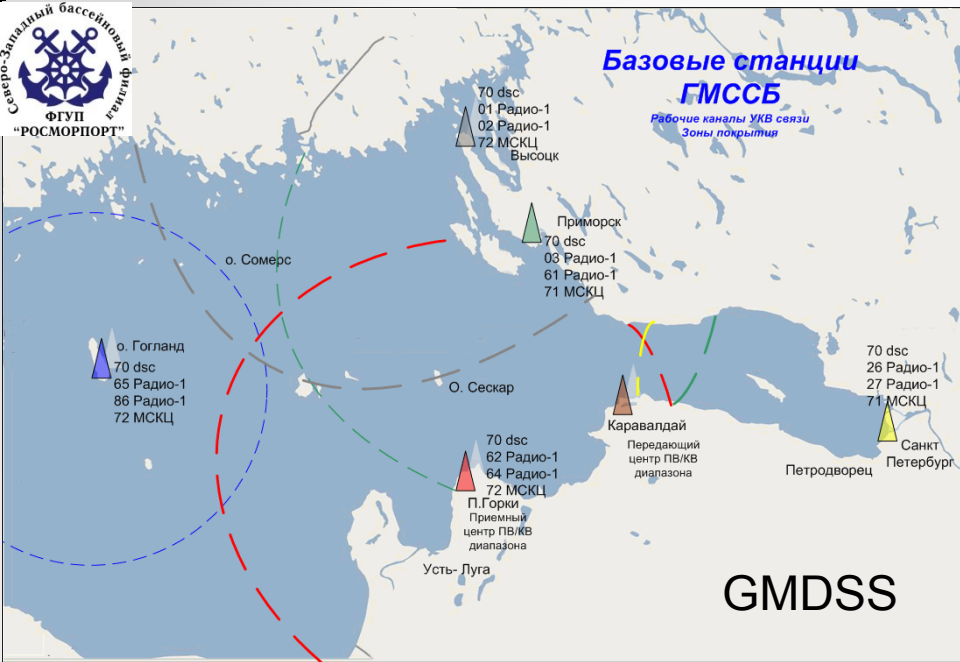 Северо-Западный бассейновый филиал
ФГУП
“РОСМОРПОРТ”
Базовые станции
ГМССБ
Рабочие каналы УКВ связи
Зоны покрытия
70 dsc
01 Радио-1
02 Радио-1
72 МСКЦ
Высоцк
Приморск
70 dsc
03 Радио-1
61 Радио-1
71 МСКЦ
о. Сомерс
о. Гогланд
70 dsc
65 Радио-1
86 Радио-1
72 МСКЦ
О. Сескар
70 dsc
26 Радио-1
27 Радио-1
71 МСКЦ
Санкт
Петербург
Петродворец
Каравалдай
Передающий
центр ПВ/КВ
диапазона
70 dsc
62 Радио-1
64 Радио-1
72 МСКЦ
П.Горки
Приемный
центр ПВ/КВ
диапазона
Усть- Луга
GMDSS